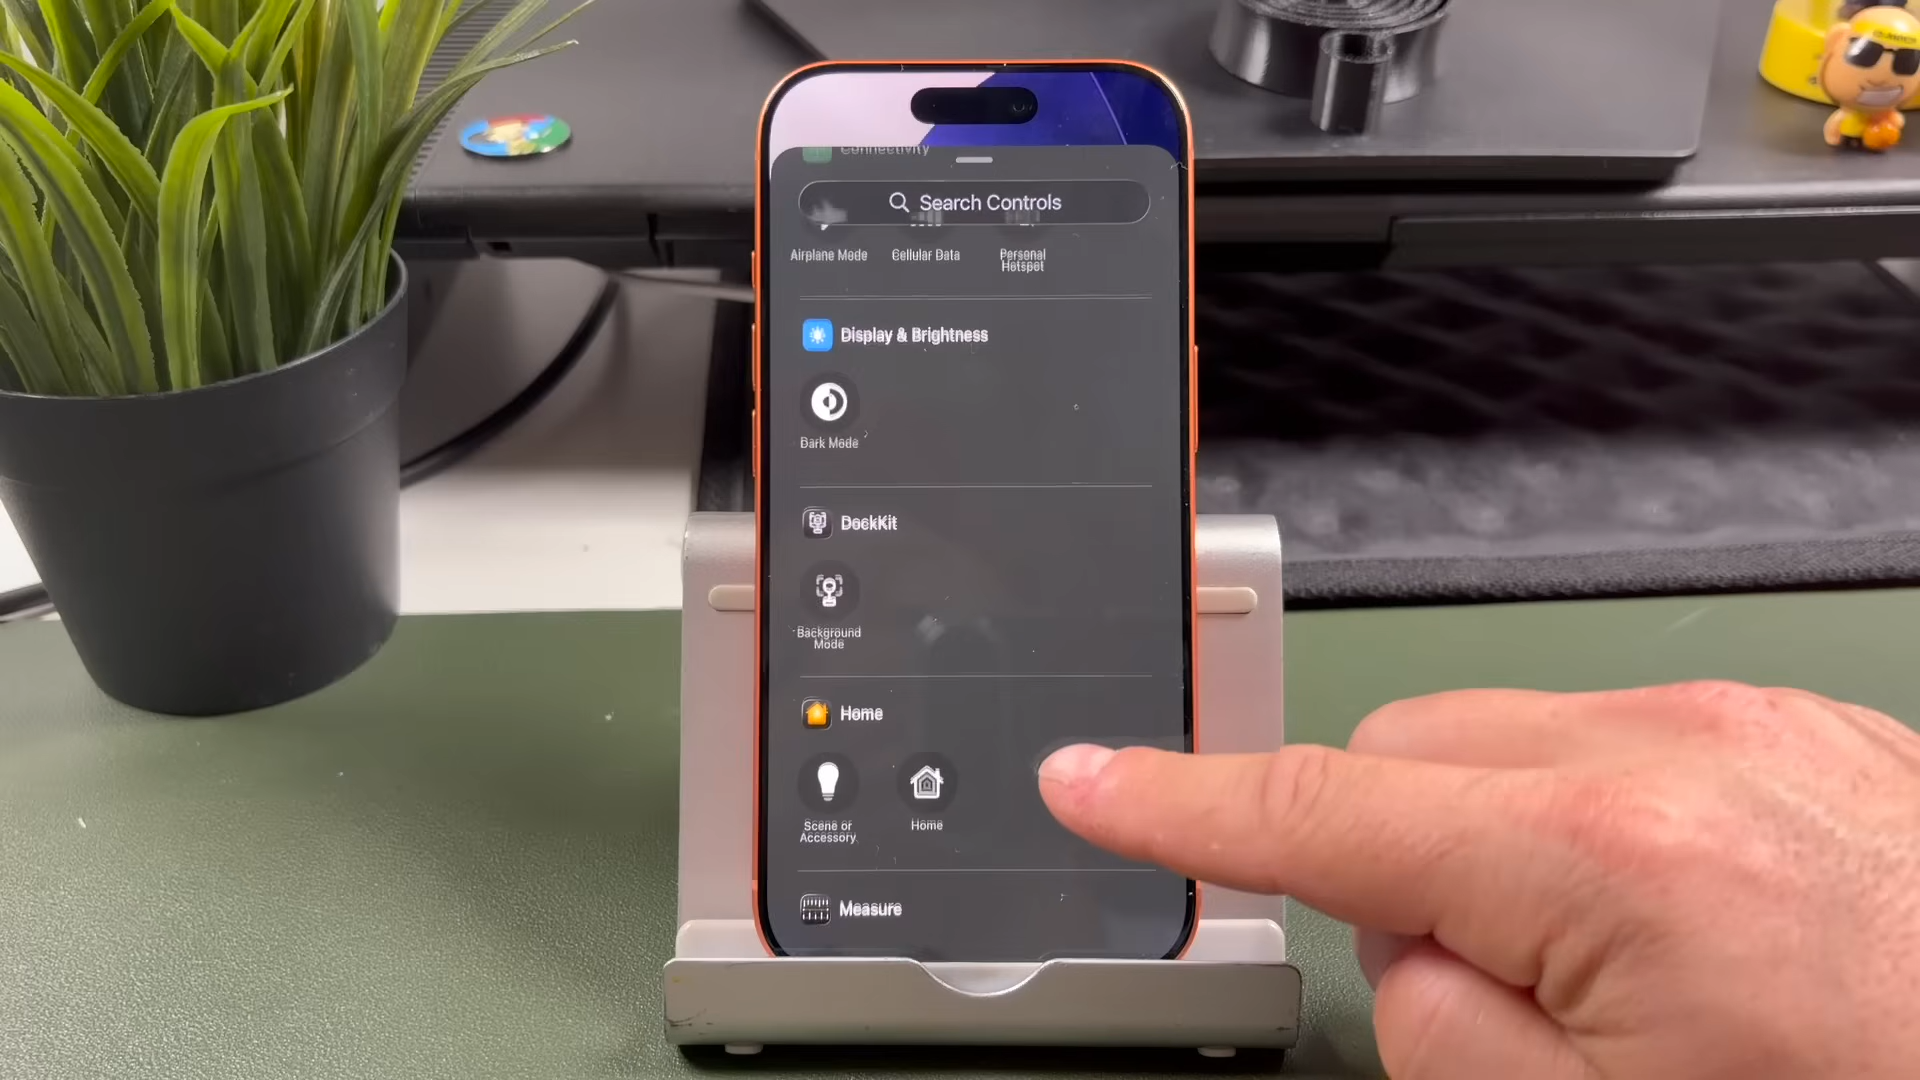 Connectivity
Search Controls
Airplane Mode
Cellular Data
Personal
Hotspot
Display & Brightness
Dark Mode
DockKit
Background
Mode
Home
Scene or
Accessory
Home
Measure